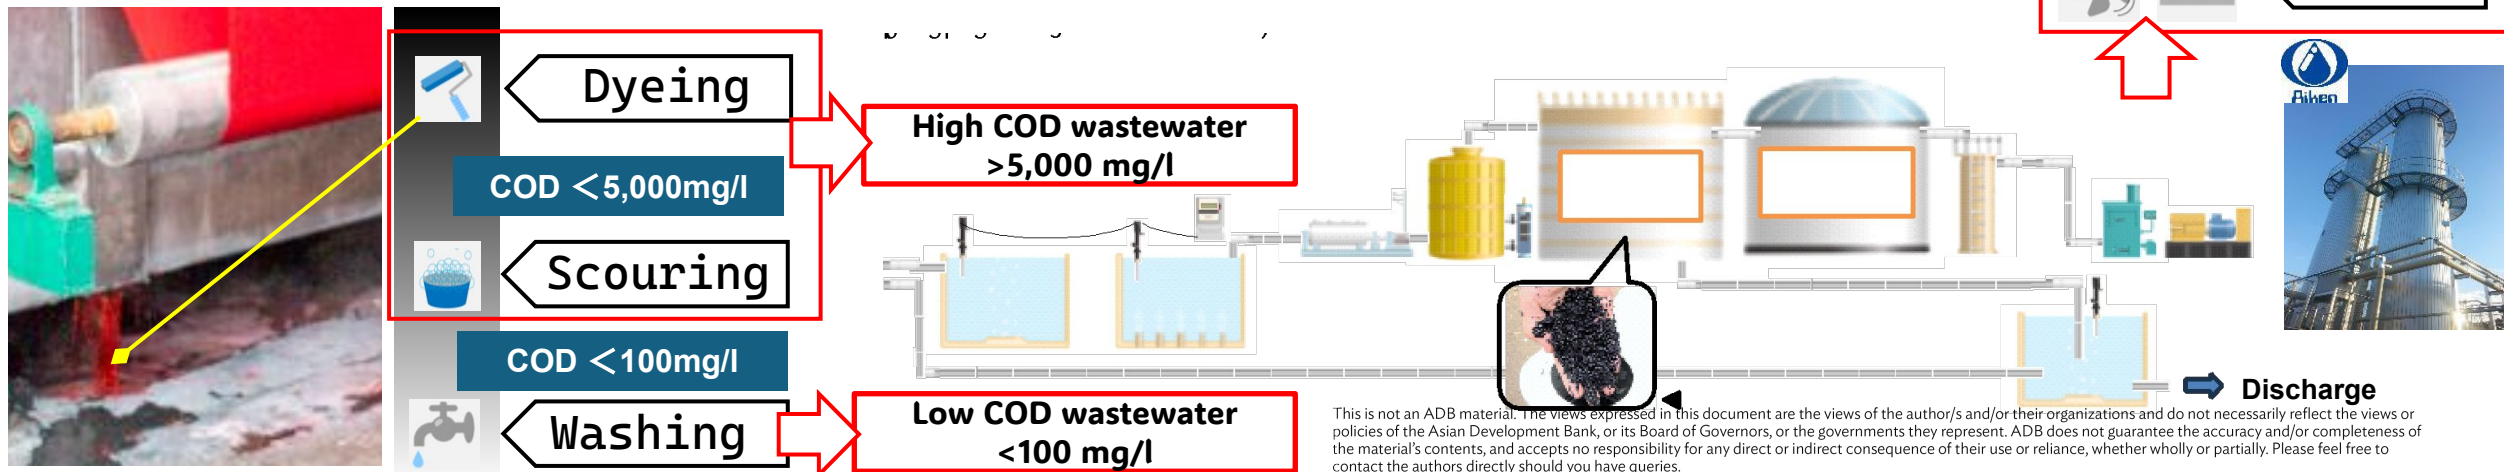 Dyeing
COD ＜5,000mg/l
Scouring
COD ＜100mg/l
Washing
High COD wastewater
>5,000 mg/l
Low COD wastewater
<100 mg/l
Aiken
Discharge
This is not an ADB material. The views expressed in this document are the views of the author/s and/or their organizations and do not necessarily reflect the views or
policies of the Asian Development Bank, or its Board of Governors, or the governments they represent. ADB does not guarantee the accuracy and/or completeness of
the material's contents, and accepts no responsibility for any direct or indirect consequence of their use or reliance, whether wholly or partially. Please feel free to
contact the authors directly should you have queries.